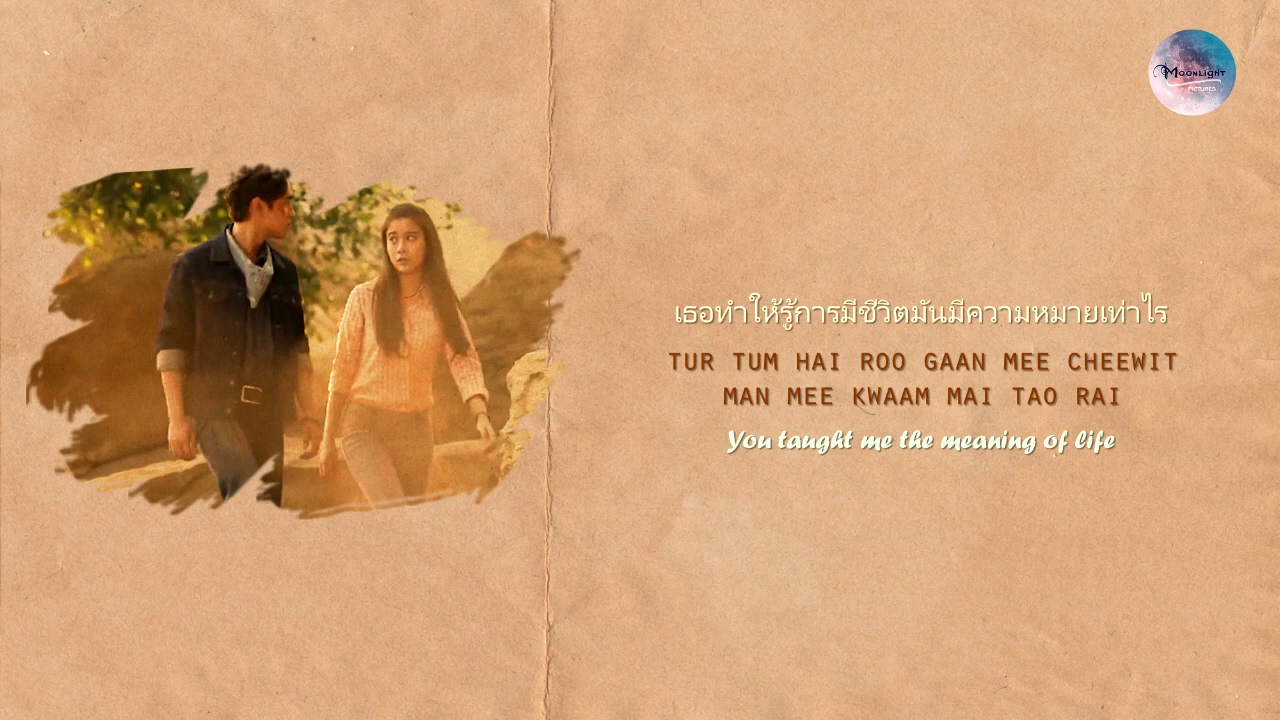 MOONLIGHT
PICTURES
เธอทำให้รู้การมีชีวิตมันมีความหมายเท่าไร
TUR TUM HAI ROO GAAN MEE CHEEWIT
MAN MEE KWAAM MAI TAO RAI
You taught me the meaning of life